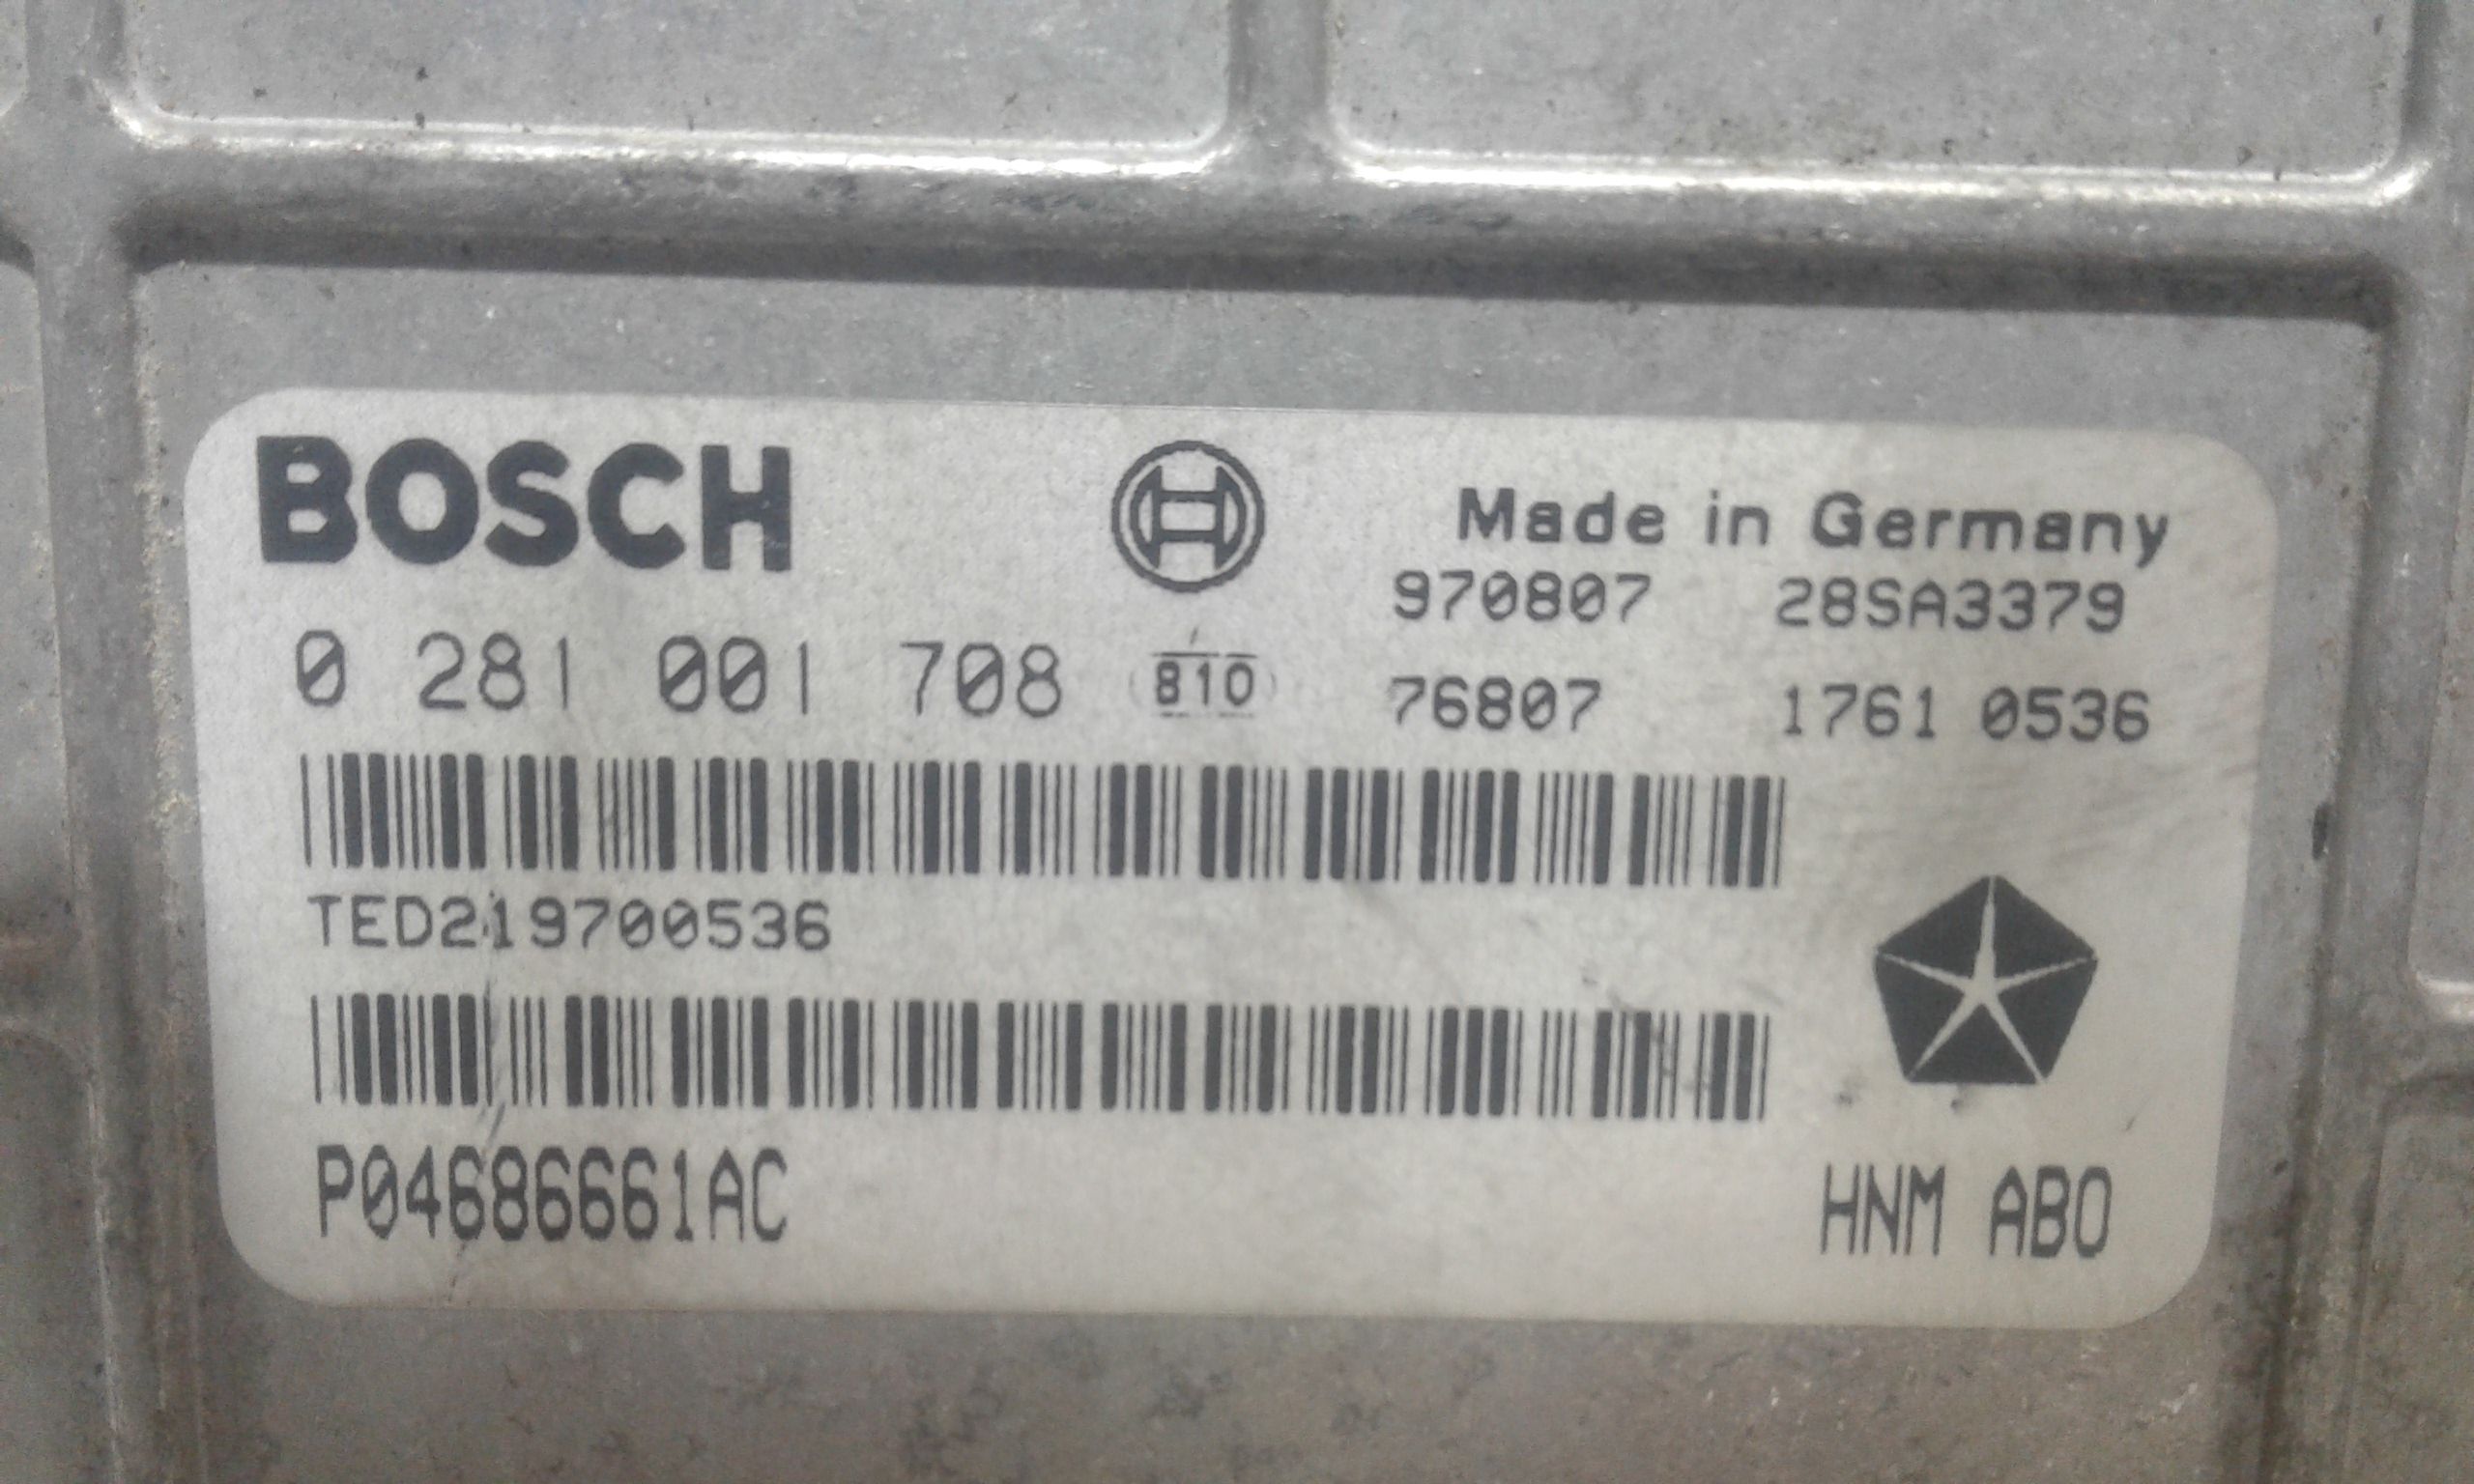 BOSCH
Made in Germany
970807 28SA3379
0 281 001 708 810 76807 1761 0536
TED219700536
P04686661AC
HNM ABO